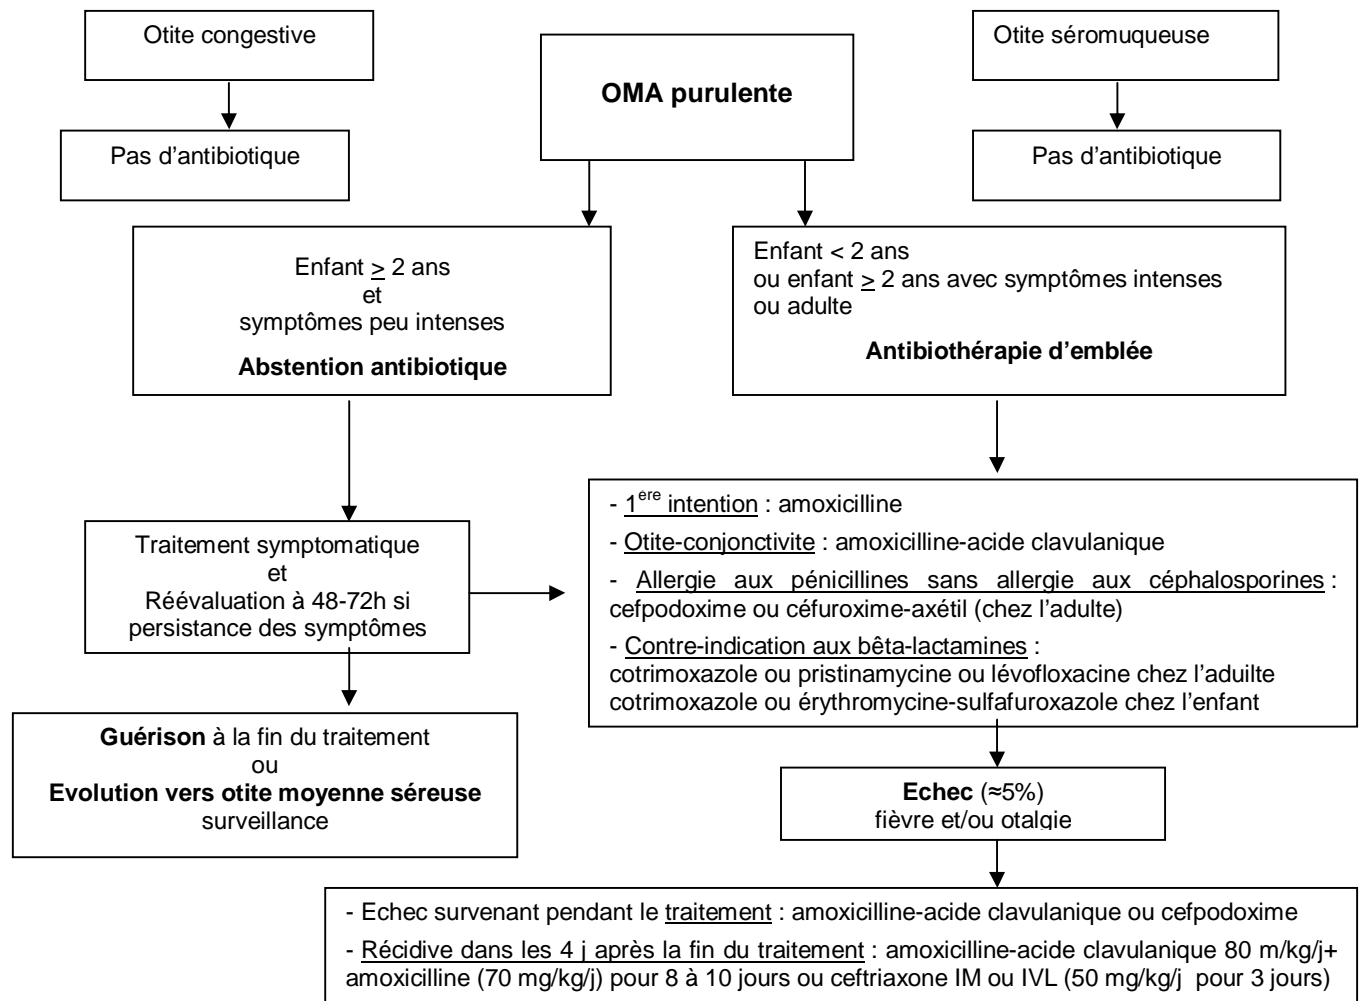 Otite congestive
Pas d'antibiotique
OMA purulente
Otite séromuqueuse
Pas d'antibiotique
Enfant ≥ 2 ans
et
symptômes peu intenses
Abstention antibiotique
Enfant < 2 ans
ou enfant ≥ 2 ans avec symptômes intenses
ou adulte
Antibiothérapie d'emblée
Traitement symptomatique
et
Réévaluation à 48-72h si
persistance des symptômes
- 1ère intention : amoxicilline
- Otite-conjonctivite : amoxicilline-acide clavulanique
- Allergie aux pénicillines sans allergie aux céphalosporines :
cefpodoxime ou céfuroxime-axétil (chez l'adulte)
- Contre-indication aux bêta-lactamines :
cotrimoxazole ou pristinamycine ou lévofloxacine chez l'aduilte
cotrimoxazole ou érythromycine-sulfafuroxazole chez l'enfant
Guérison à la fin du traitement
ou
Evolution vers otite moyenne séreuse
surveillance
Echec (≈5%)
fièvre et/ou otalgie
- Echec survenant pendant le traitement : amoxicilline-acide clavulanique ou cefpodoxime
- Récidive dans les 4 j après la fin du traitement : amoxicilline-acide clavulanique 80 m/kg/j+
amoxicilline (70 mg/kg/j) pour 8 à 10 jours ou ceftriaxone IM ou IVL (50 mg/kg/j pour 3 jours)